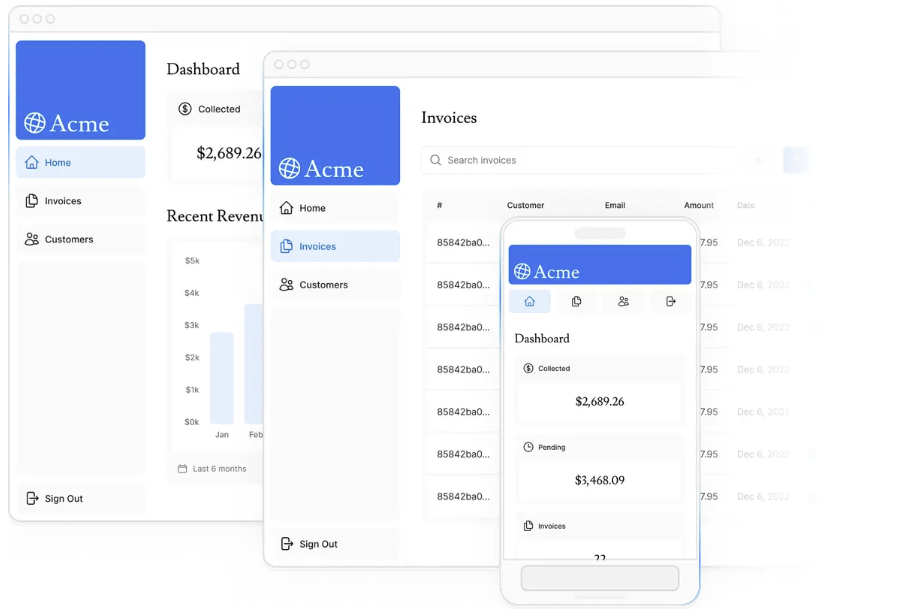 Acme
Home
Invoices
Customers
Sign Out
Dashboard
Collected
$2,689.26
Recent
$5k
$4k
$3k
$2k
$1k
$0k
Jan
Feb
Last 6 months
Acme
Home
Invoices
Customers
Sign Out
Invoices
Search invoices
1
# Customer Email Amount Date
85842ba0... 7.95 Dec 6, 2022
85842ba0... 7.95 Dec 6, 2022
85842ba0... 7.95 Dec 6, 2022
85842ba0... 7.95 Dec 6, 2022
85842ba0... 7.95 Dec 6, 2022
85842ba0... 7.95 Dec 6, 2022
85842ba0... 7.95 Dec 6, 2022
Acme
Dashboard
Collected
$2,689.26
Pending
$3,468.09
Invoices
22